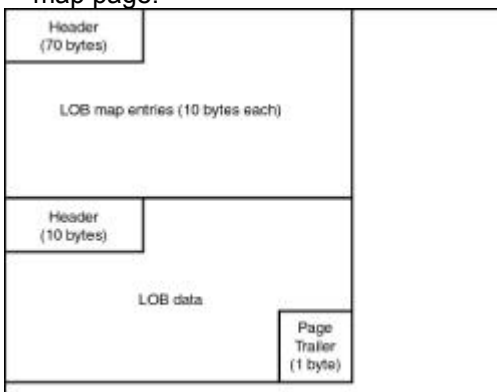 map page.
Header
(70 bytes)
LOB map entries (10 bytes each)
Header
(10 bytes)
LOB data
Page
Trailer
(1 byte)